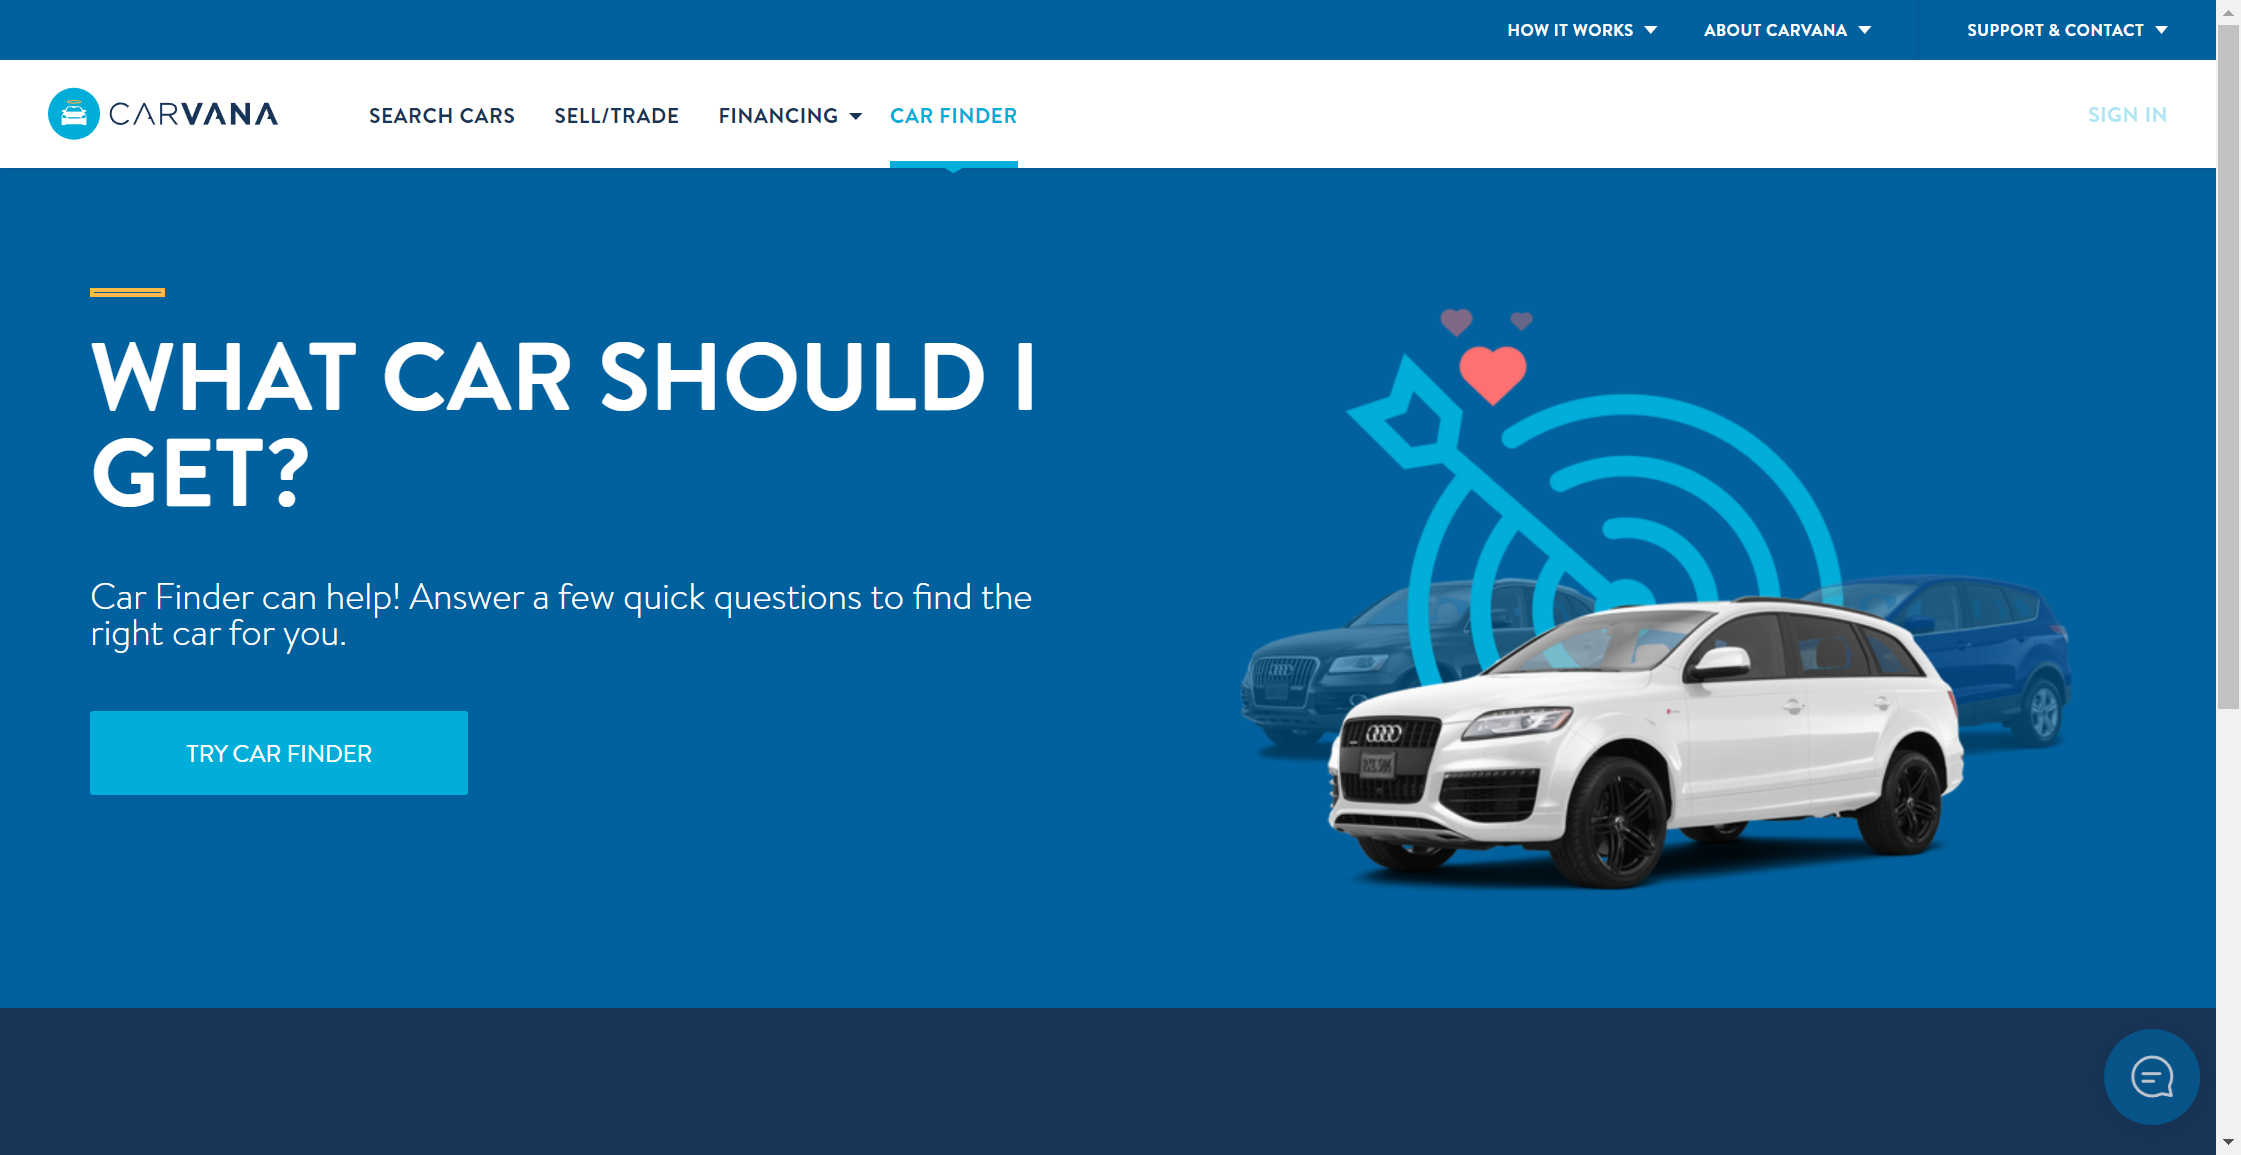 HOW IT WORKS
ABOUT CARVANA
SUPPORT & CONTACT
CARVANA
SEARCH CARS
SELL/TRADE
FINANCING
CAR FINDER
SIGN IN
WHAT CAR SHOULD I
GET?
Car Finder can help! Answer a few quick questions to find the
right car for you.
TRY CAR FINDER